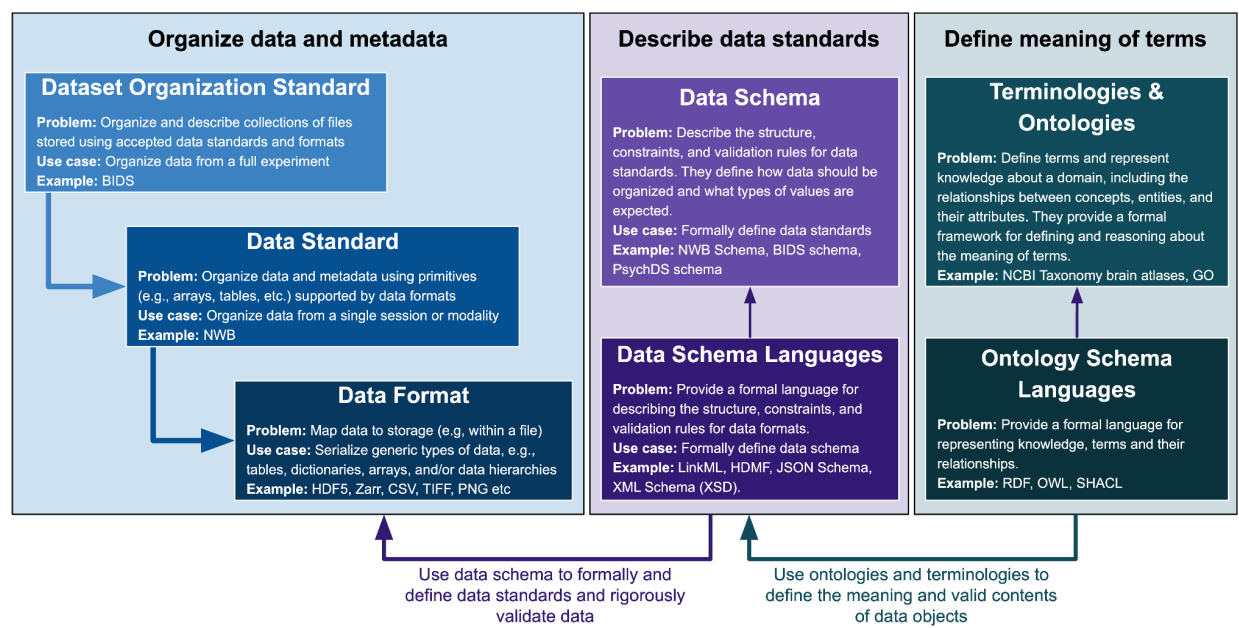 Organize data and metadata
Dataset Organization Standard
Problem: Organize and describe collections of files
stored using accepted data standards and formats
Use case: Organize data from a full experiment
Example: BIDS
Data Standard
Problem: Organize data and metadata using primitives
(e.g., arrays, tables, etc.) supported by data formats
Use case: Organize data from a single session or modality
Example: NWB
Data Format
Problem: Map data to storage (e.g, within a file)
Use case: Serialize generic types of data, e.g.,
tables, dictionaries, arrays, and/or data hierarchies
Example: HDF5, Zarr, CSV, TIFF, PNG etc
Describe data standards
Data Schema
Problem: Describe the structure,
constraints, and validation rules for data
standards. They define how data should be
organized and what types of values are
expected.
Use case: Formally define data standards
Example: NWB Schema, BIDS schema,
PsychDS schema
Data Schema Languages
Problem: Provide a formal language for
describing the structure, constraints, and
validation rules for data formats.
Use case: Formally define data schema
Example: LinkML, HDMF, JSON Schema,
XML Schema (XSD).
Define meaning of terms
Terminologies &
Ontologies
Problem: Define terms and represent
knowledge about a domain, including the
relationships between concepts, entities, and
their attributes. They provide a formal
framework for defining and reasoning about
the meaning of terms.
Example: NCBI Taxonomy brain atlases, GO
Ontology Schema
Languages
Problem: Provide a formal language for
representing knowledge, terms and their
relationships.
Example: RDF, OWL, SHACL
Use data schema to formally and
define data standards and rigorously
validate data
Use ontologies and terminologies to
define the meaning and valid contents
of data objects